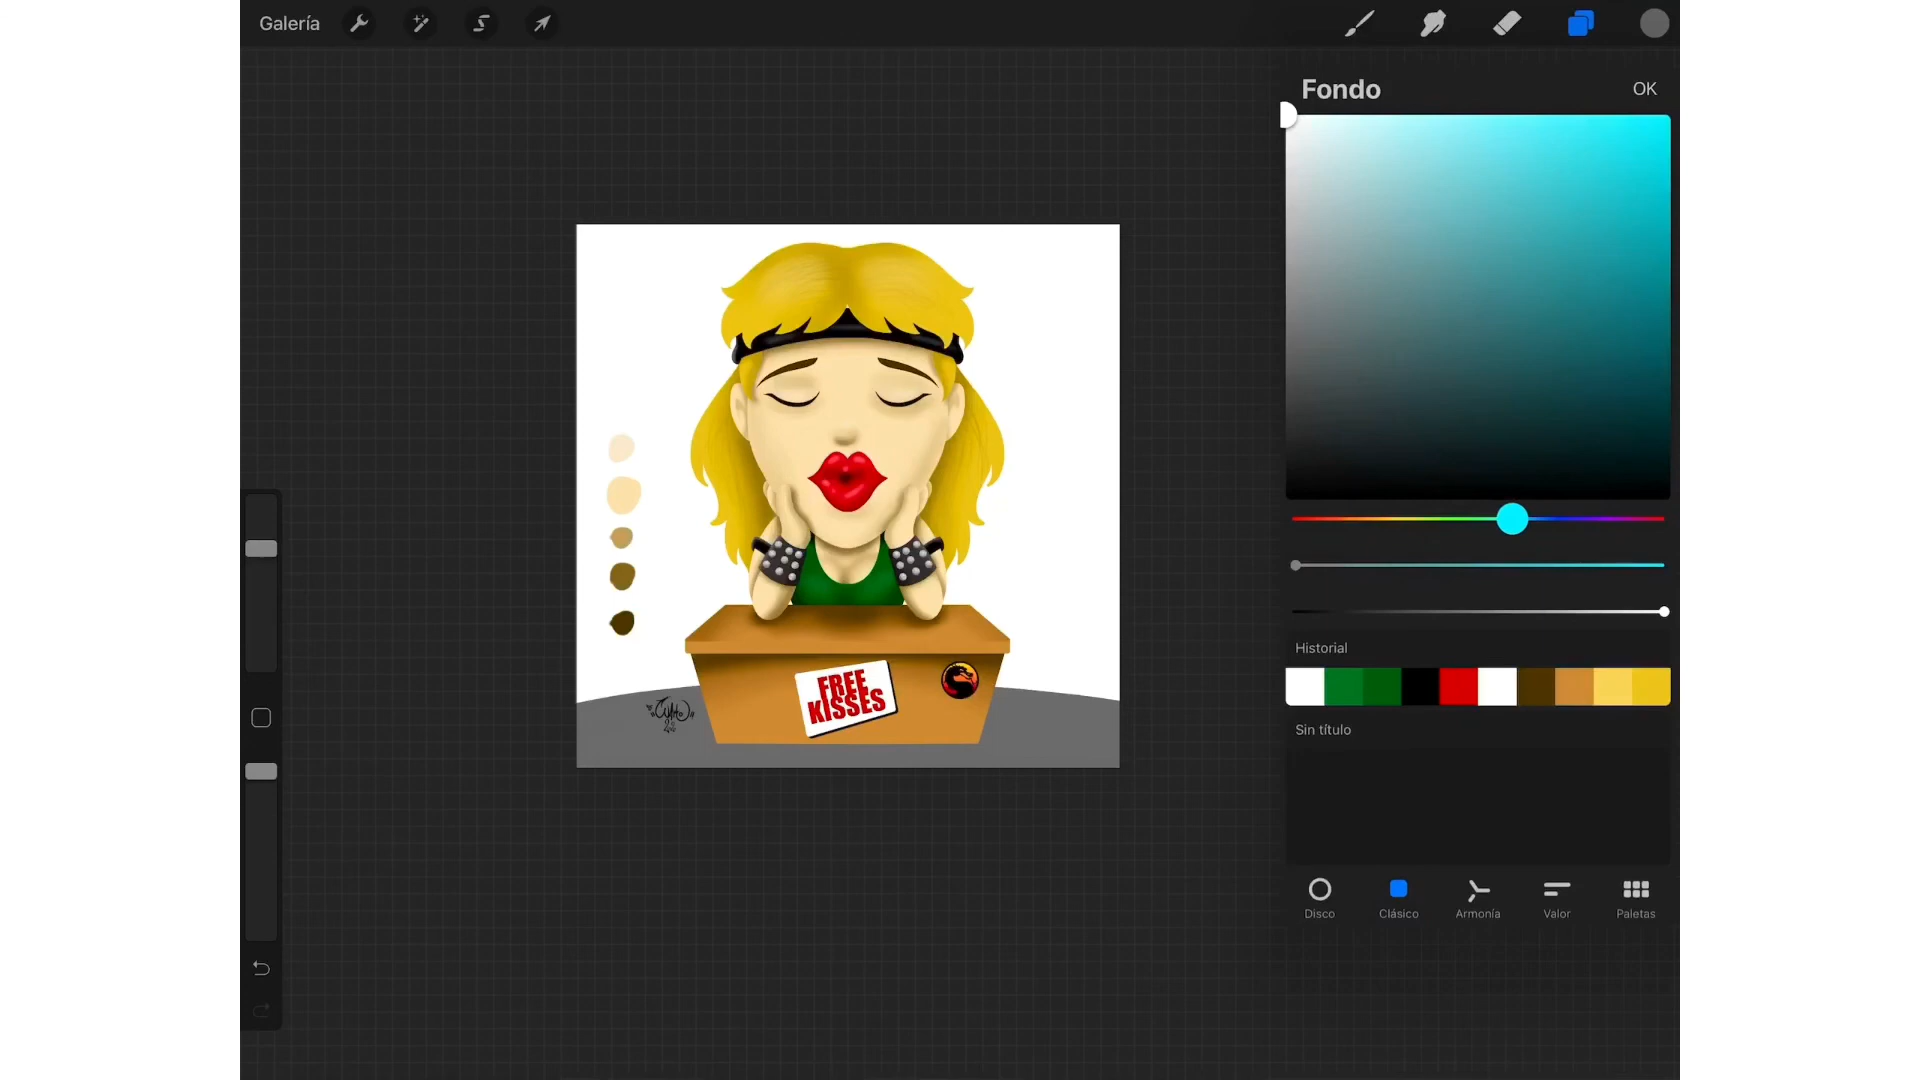 Galería
Fondo
OK
FREE
KISSES
Historial
Sin título
Disco
Clásico
Armonía
Valor
Paletas